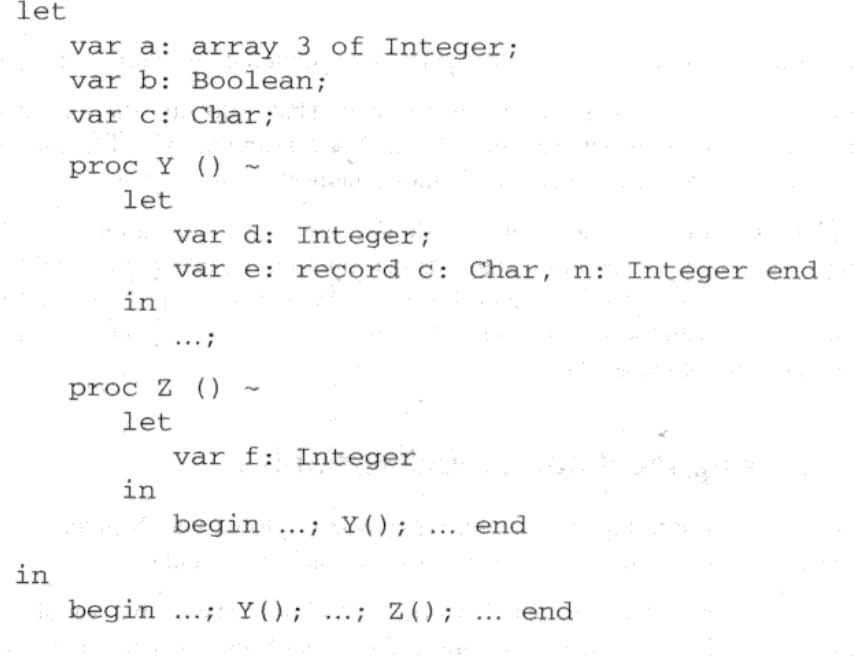 let
var a: array 3 of Integer;
var b: Boolean;
var c: Char;
proc Y () ~
let
var d: Integer;
var e: record c: Char, n: Integer end
in
...;
proc Z () ~
let
var f: Integer
in
begin ...; Y(); ... end
in
begin ...; Y(); ...; Z(); ... end